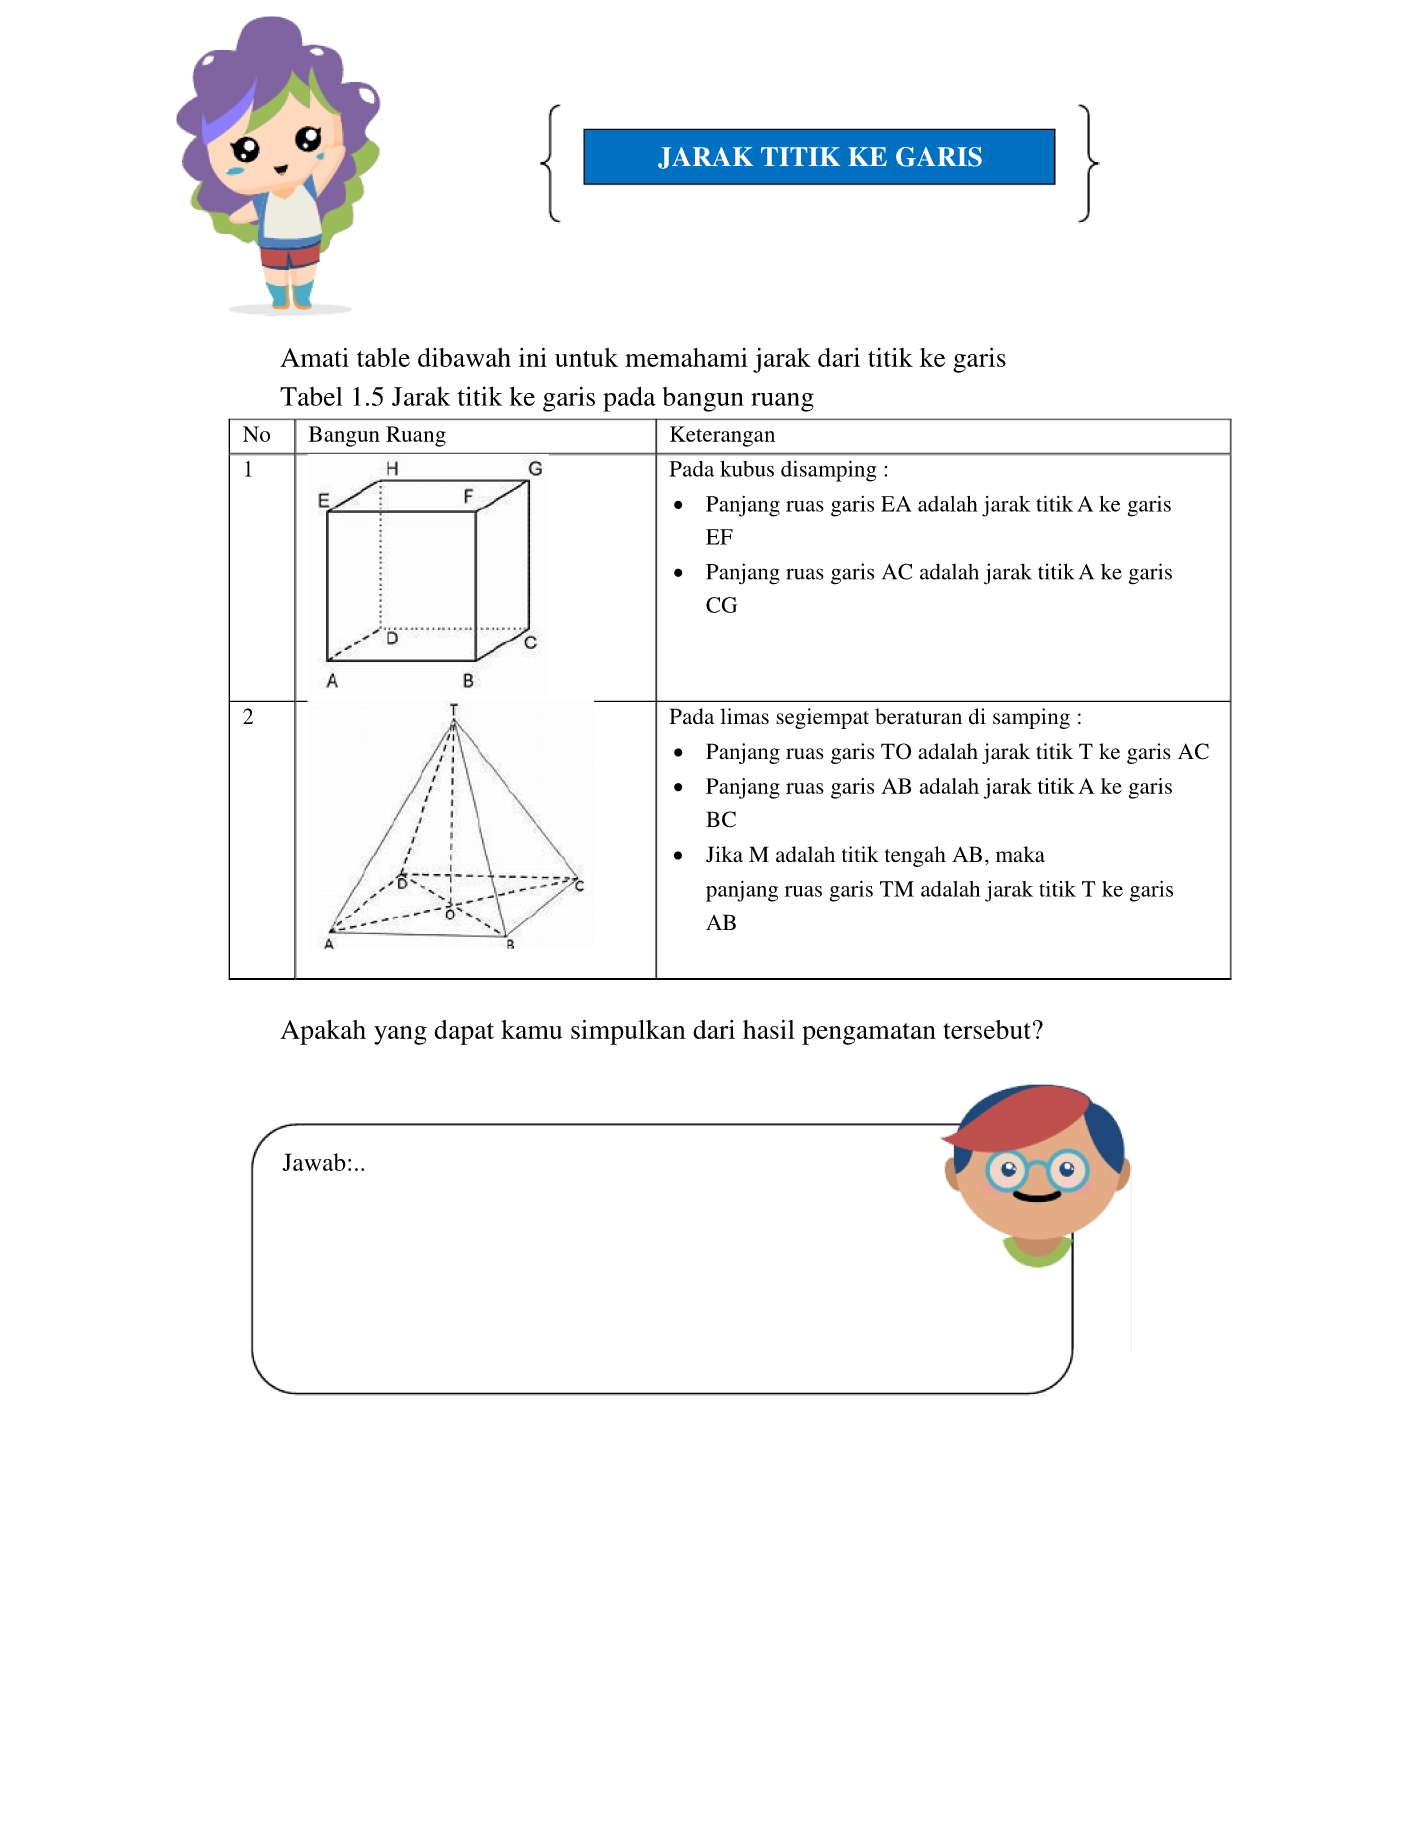 JARAK TITIK KE GARIS
Amati table dibawah ini untuk memahami jarak dari titik ke garis
Tabel 1.5 Jarak titik ke garis pada bangun ruang
No Bangun Ruang Keterangan
1
H G
E F
D C
A B
Pada kubus disamping :
• Panjang ruas garis EA adalah jarak titik A ke garis
EF
• Panjang ruas garis AC adalah jarak titik A ke garis
CG
2
T
D C
O
A B
Pada limas segiempat beraturan di samping :
• Panjang ruas garis TO adalah jarak titik T ke garis AC
• Panjang ruas garis AB adalah jarak titik A ke garis
BC
• Jika M adalah titik tengah AB, maka
panjang ruas garis TM adalah jarak titik T ke garis
AB
Apakah yang dapat kamu simpulkan dari hasil pengamatan tersebut?
Jawab:..